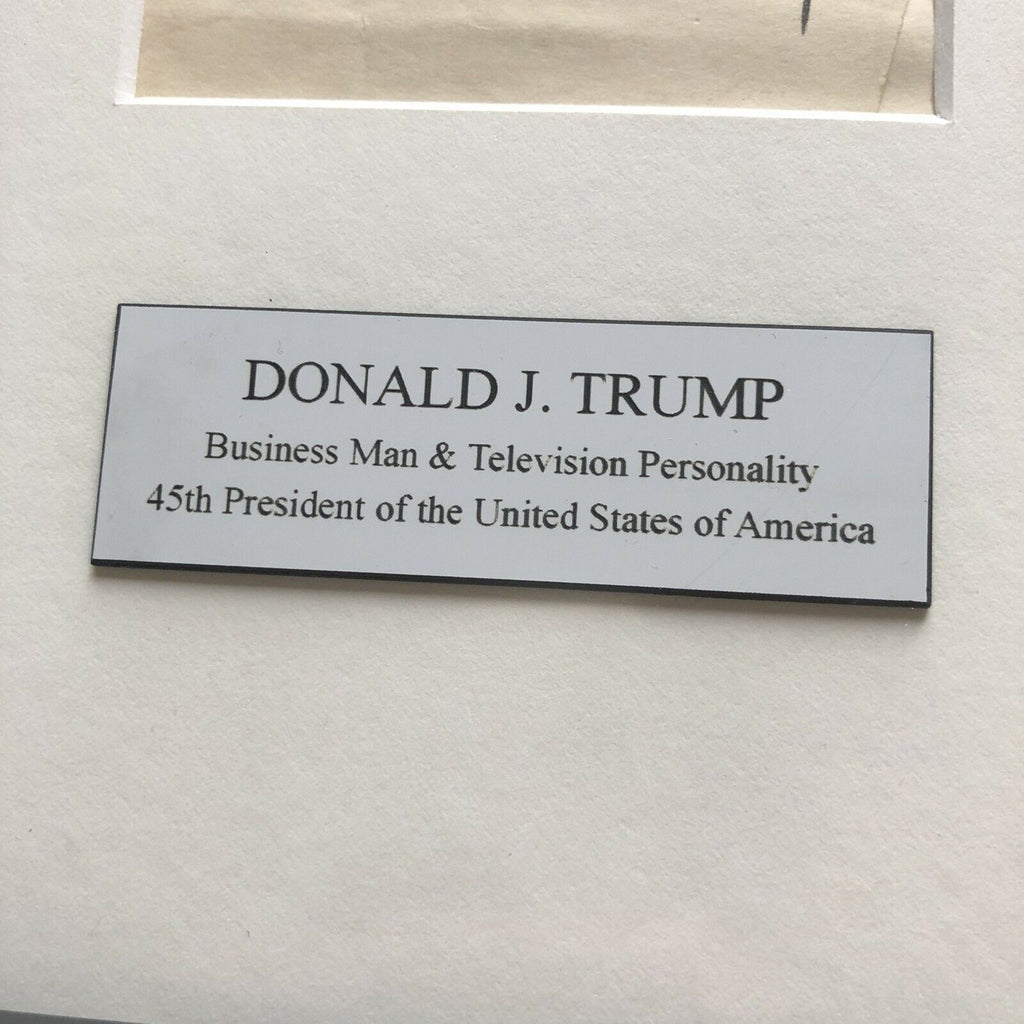 DONALD J. TRUMP
Business Man & Television Personality
45th President of the United States of America